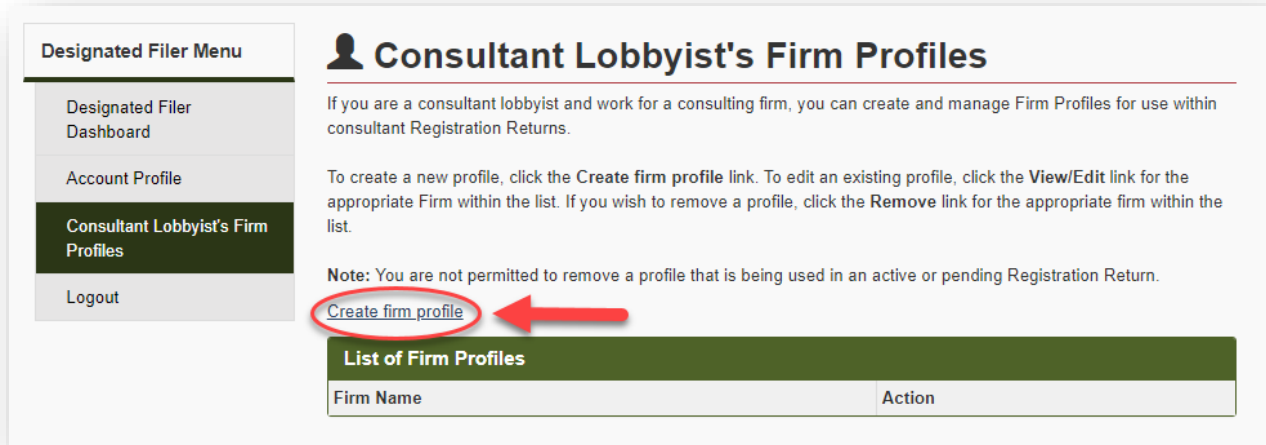 Designated Filer Menu
Designated Filer
Dashboard
Account Profile
Consultant Lobbyist's Firm
Profiles
Logout
Consultant Lobbyist's Firm Profiles
If you are a consultant lobbyist and work for a consulting firm, you can create and manage Firm Profiles for use within
consultant Registration Returns.
To create a new profile, click the Create firm profile link. To edit an existing profile, click the View/Edit link for the
appropriate Firm within the list. If you wish to remove a profile, click the Remove link for the appropriate firm within the
list.
Note: You are not permitted to remove a profile that is being used in an active or pending Registration Return.
Create firm profile
List of Firm Profiles
Firm Name Action